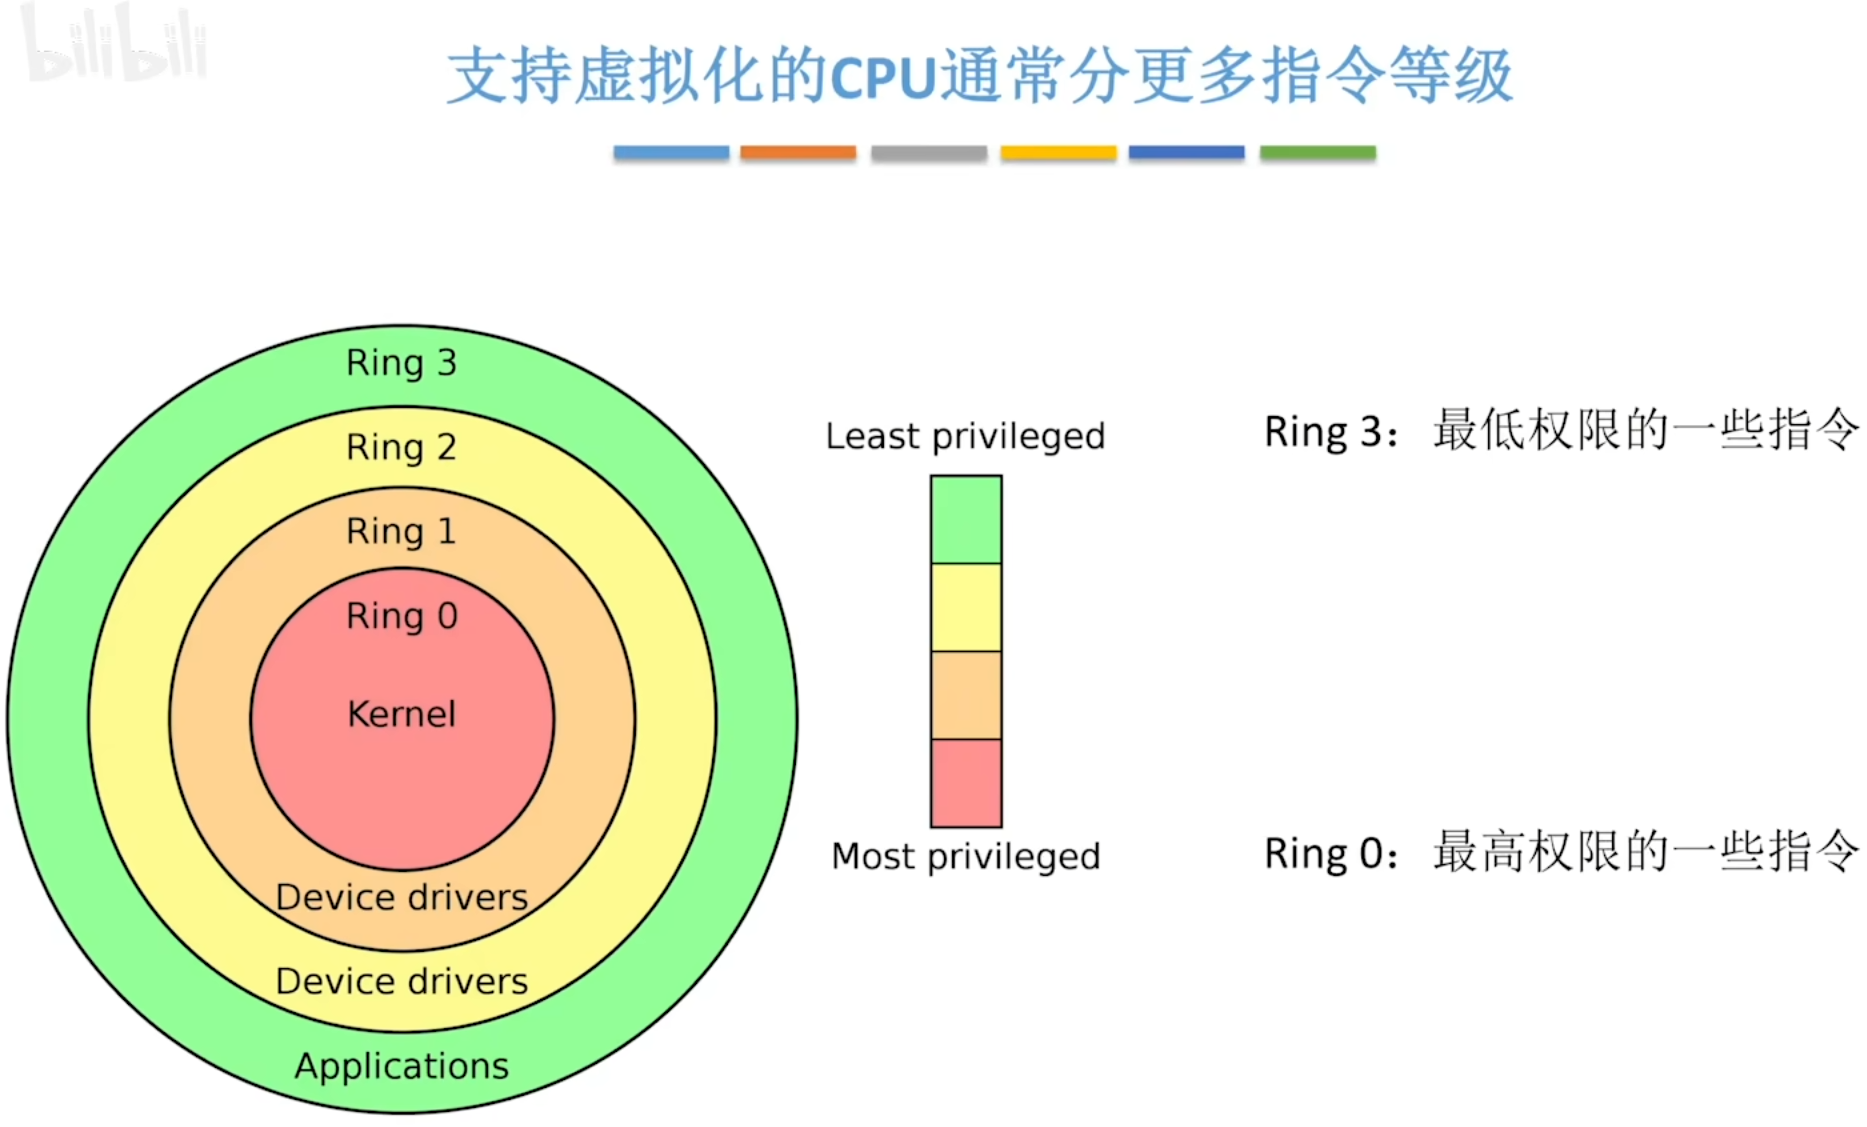 bilibili
支持虚拟化的CPU通常分更多指令等级
Ring 3
Ring 2
Ring 1
Ring 0
Kernel
Device drivers
Device drivers
Applications
Least privileged
Most privileged
Ring 3：最低权限的一些指令
Ring 0：最高权限的一些指令